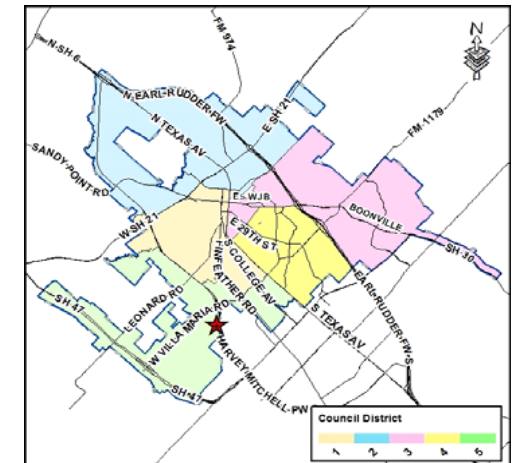 FM 974
N
N-SH-6
N-EARL-RUDDER-FW
E SH-21
N TEXAS-AV
FM-1179
SANDY-POINT-RD
E WJB
BOONVILLE
W-SH 21
E 29TH ST
SH-30
S COLLEGE-AV
FINFEATHER-RD
EARL-RUDDER-FW-S
LEONARD RD
S TEXAS-AV
SH-47
W VILLA MARIA-RD
HARVEY-MITCHELL-PW
SH-47
Council District
1 2 3 4 5